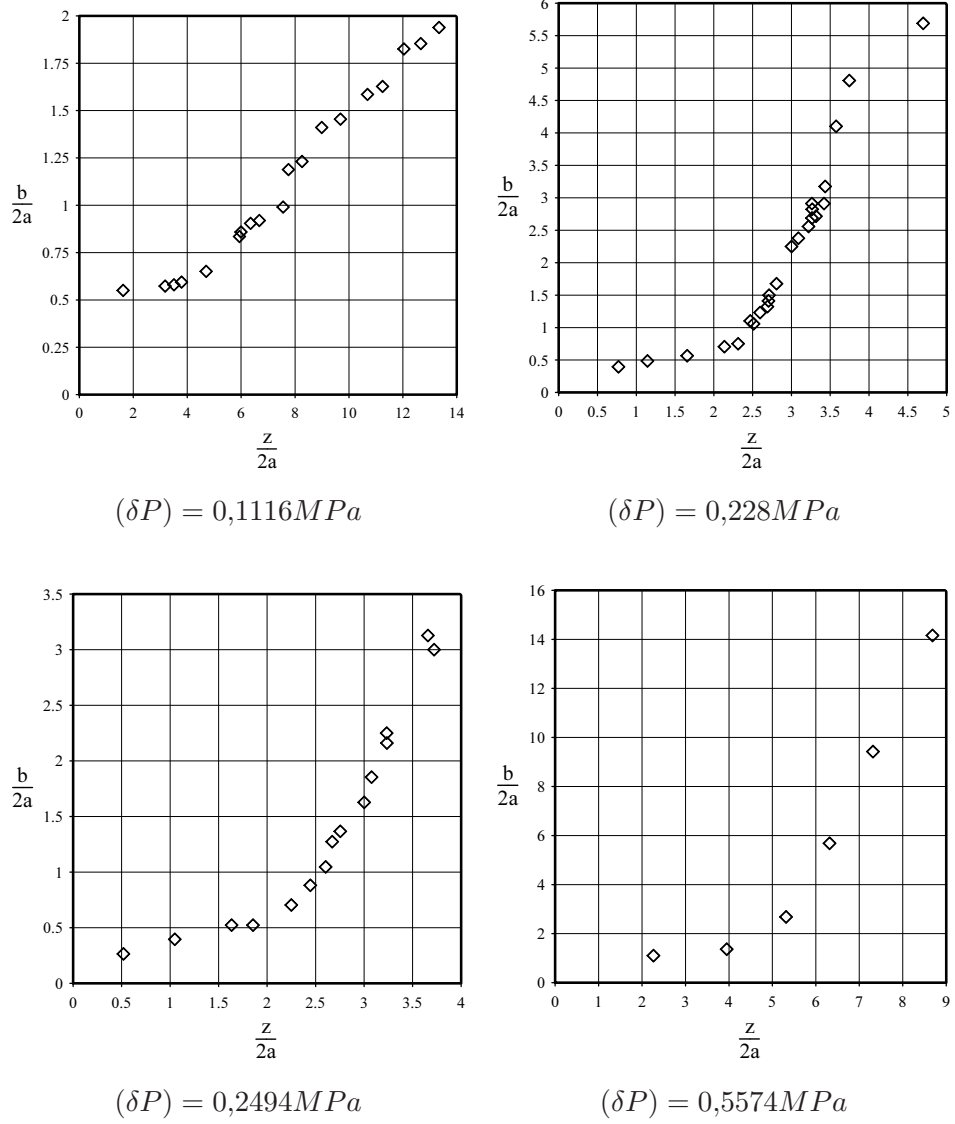 2
1.75
1.5
1.25
1
0.75
0.5
0.25
0
0 2 4 6 8 10 12 14
b
2a
z
2a
(δP) = 0,1116MPa
6
5.5
5
4.5
4
3.5
3
2.5
2
1.5
1
0.5
0
0 0.5 1 1.5 2 2.5 3 3.5 4 4.5 5
b
2a
z
2a
(δP) = 0,228MPa
3.5
3
2.5
2
1.5
1
0.5
0
0 0.5 1 1.5 2 2.5 3 3.5 4
b
2a
z
2a
(δP) = 0,2494MPa
16
14
12
10
8
6
4
2
0
0 1 2 3 4 5 6 7 8 9
b
2a
z
2a
(δP) = 0,5574MPa